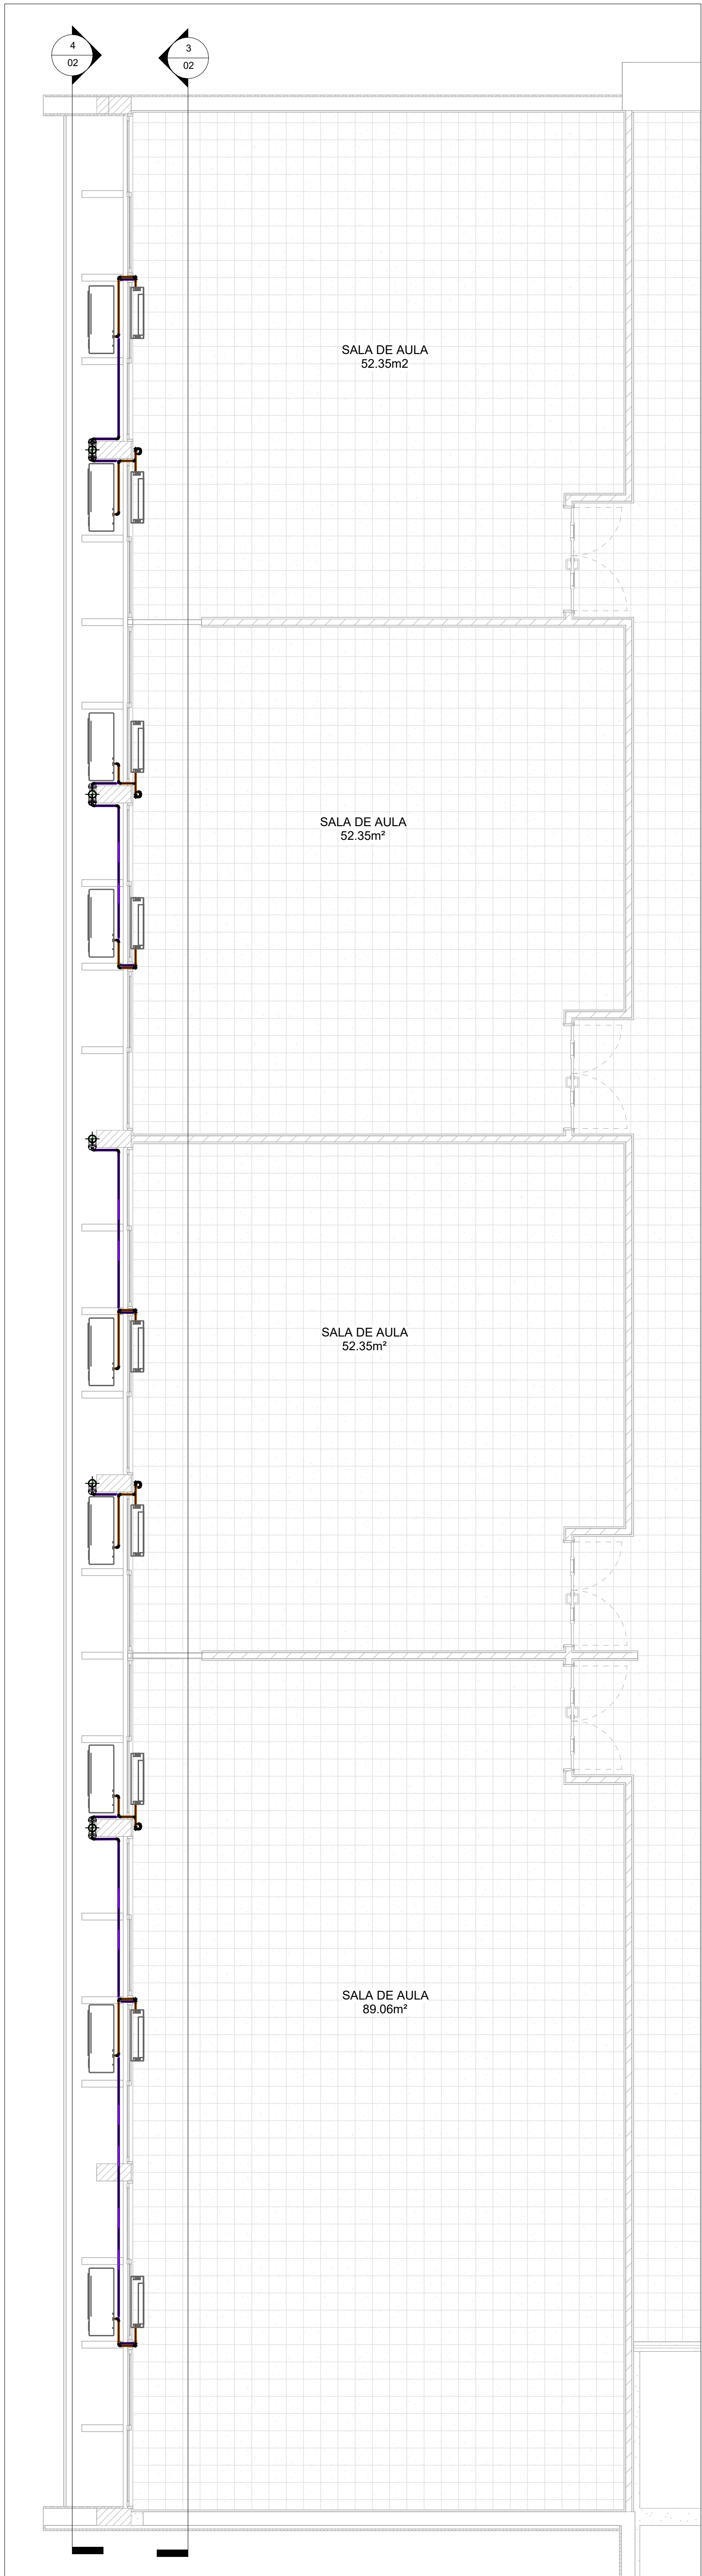 4
02
3
02
SALA DE AULA
52.35m2
SALA DE AULA
52.35m²
SALA DE AULA
52.35m²
SALA DE AULA
89.06m²